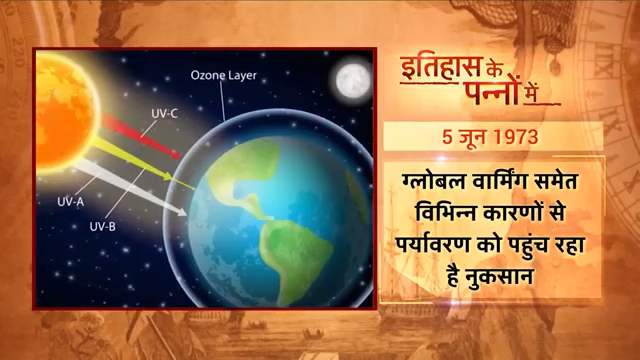 Ozone Layer
UV-C
UV-A
UV-B
इतिहास के
पन्नों में
5 जून 1973
ग्लोबल वार्मिंग समेत
विभिन्न कारणों से
पर्यावरण को पहुंच रहा
है नुकसान